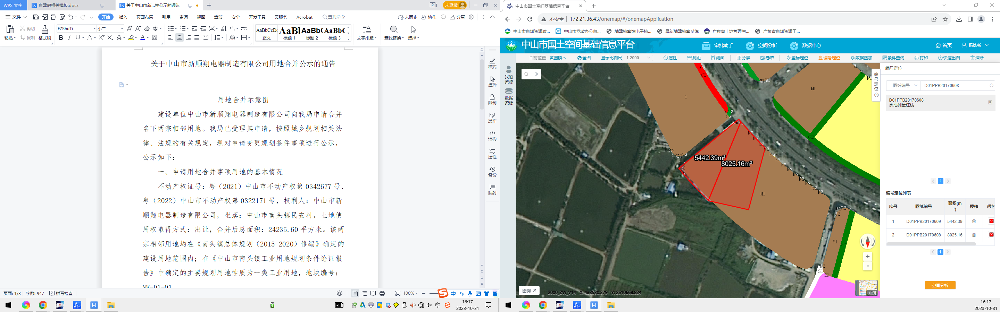 WPS 文字
自建房相关模板.docx
关于中山市新...并公示的通告
未登录
文件
开始
插入
页面布局
引用
审阅
视图
章节
安全
开发工具
云服务
Acrobat
查找命令
未同步
协作
分享
粘贴
剪切
复制
格式刷
FZShuTi
小二
AaBbCcDd
正文
标题 1
标题 2
标题 3
文字排版
查找替换
选择
关于中山市新顺翔电器制造有限公司用地合并公示的通告
用地合并示意图
建设单位中山市新顺翔电器制造有限公司向我局申请合并
名下两宗相邻用地。我局已受理其申请，按照城乡规划相关法
律、法规的有关规定，现对申请变更规划条件事项进行公示，
公示如下：
一、申请用地合并事项用地的基本情况
不动产权证号：粤（2021）中山市不动产权第 0342677 号、
粤（2022）中山市不动产权第 0322171 号，权利人：中山市新
顺翔电器制造有限公司，坐落：中山市南头镇民安村，土地使
用权取得方式：出让，合并后总面积：24235.60 平方米。该两
宗相邻用地均在《南头镇总体规划（2015-2020）修编》确定的
建设用地范围内；在《中山市南头镇工业用地规划条件论证报
告》中确定的主要规划用地性质为一类工业用地，地块编号：
NW-D1-01
样式
选择
限制
操作
结构
属性
备份
映射
页面: 1/3
字数: 947
拼写检查
100%
中
16:17
2023-10-31
中山市国土空间基础信息平台
不安全
172.21.36.43/onemap/#/onemapApplication
中山市自然资源政...
中山市党政办公自...
城建档案馆电子档...
最新城建档案系统
广东省土地管理与...
广东省自然资源工...
中山市国土空间基础信息平台
审批助手
空间分析
数据中心
首页
杨炼新
当前位置: 黄圃镇
全图
显示比例尺
1:2000
属性
测距
测面
分屏
卷帘
坐标定位
编号定位
数据叠加
条件查询
打印
快速出图
清除
我的资源
数据资源
5442.39m²
8025.16m²
M1
M1
M1
G2
图例
2000_ZW_V14 X: 433530.379 Y: 2510668.824
地图
编号定位
编号定位
图纸编号
D01PPB20170608
D01PPB20170608
宗地测量红线
1
编号定位列表
序号
图纸编号
面积(m²)
操作
颜色
1 D01PPB20170609 5442.39
2 D01PPB20170608 8025.16
1
空间分析
16:17
2023-10-31